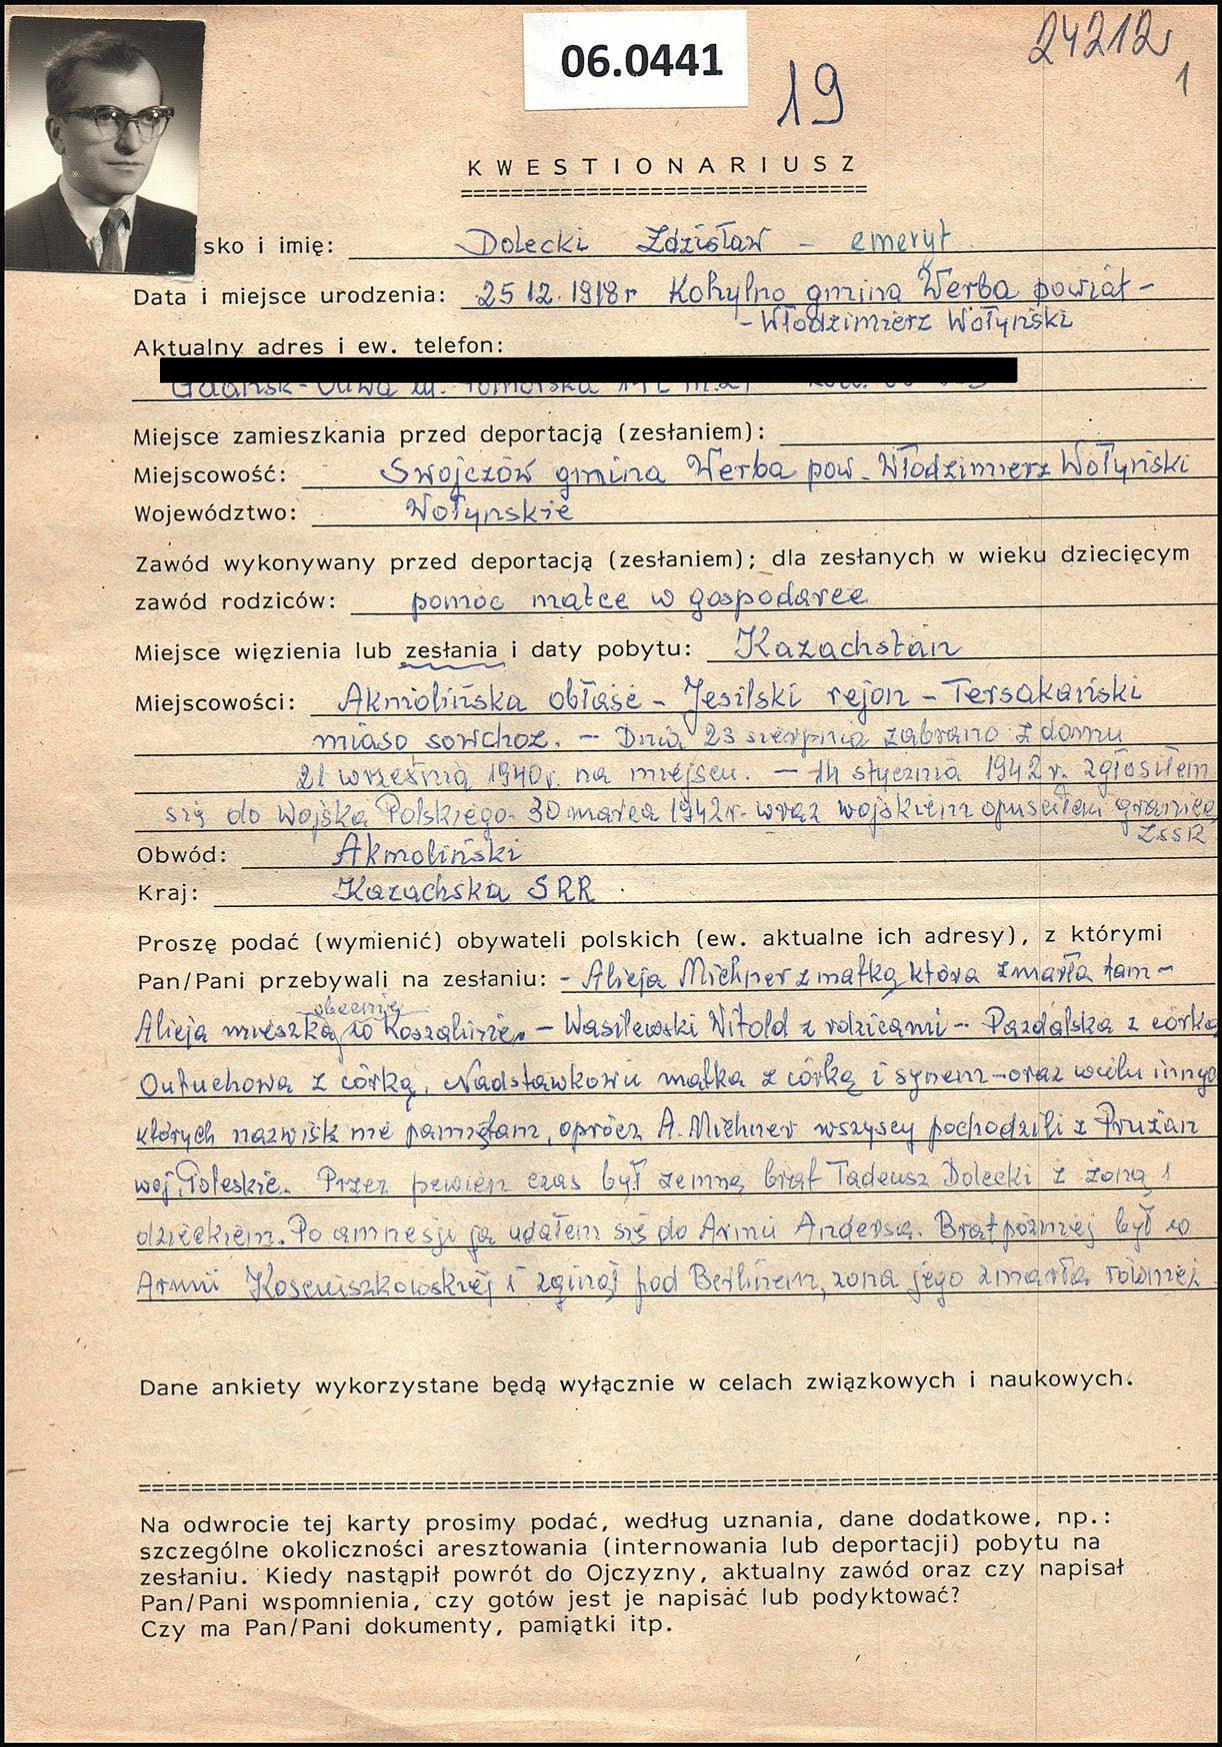 06.0441
24212
1
19
KWESTIONARIUSZ
sko i imię: Dolecki Zdzisław - emeryt
Data i miejsce urodzenia: 25 12. 1918 r Kohylno gmina Werba powiat -
- Włodzimierz Wołyński
Aktualny adres i ew. telefon:
Miejsce zamieszkania przed deportacją (zesłaniem):
Miejscowość: Swojczów gmina Werba pow. Włodzimierz Wołyński
Województwo: Wołynskie
Zawód wykonywany przed deportacją (zesłaniem); dla zesłanych w wieku dziecięcym
zawód rodziców: pomoc matce w gospodarce
Miejsce więzienia lub zesłania i daty pobytu: Kazachstan
Miejscowości: Akmolińska obłaść - Jesilski rejon - Tersakański
miaso sowchoz. - Dnia 23 sierpnia zabrano z domu
21 września 1940r. na miejscu. - 14 stycznia 1942 r. zgłosiłem
się do Wojska Polskiego. 30 marca 1942 r. wraz wojskiem opuściłem granicę
ZSSR
Obwód: Akmoliński
Kraj: Kazachska SRR
Proszę podać (wymienić) obywateli polskich (ew. aktualne ich adresy), z którymi
Pan/Pani przebywali na zesłaniu: - Alicja Michner z matką która zmarła tam -
obecnie
Alicja mieszka w Koszalinie. - Wasilewski Witold z rodzicami - Pazdalska z córką
z córką, Nadstawkowie matka z córką i synem - oraz wielu innych
których nazwisk nie pamiętam, oprócz A. Michner wszyscy pochodzili z Prużan
woj. Poleskie. Przez pewien czas był zemną brat Tadeusz Dolecki z żoną i
dzieckiem. Po amnesji ja udałem się do Armii Andersa. Brat później był w
Armii Kosciuszkowskiej i zginął pod Berlinem, żona jego zmarła również
Dane ankiety wykorzystane będą wyłącznie w celach związkowych i naukowych.
Na odwrocie tej karty prosimy podać, według uznania, dane dodatkowe, np.:
szczególne okoliczności aresztowania (internowania lub deportacji) pobytu na
zesłaniu. Kiedy nastąpił powrót do Ojczyzny, aktualny zawód oraz czy napisał
Pan/Pani wspomnienia, czy gotów jest je napisać lub podyktować?
Czy ma Pan/Pani dokumenty, pamiątki itp.